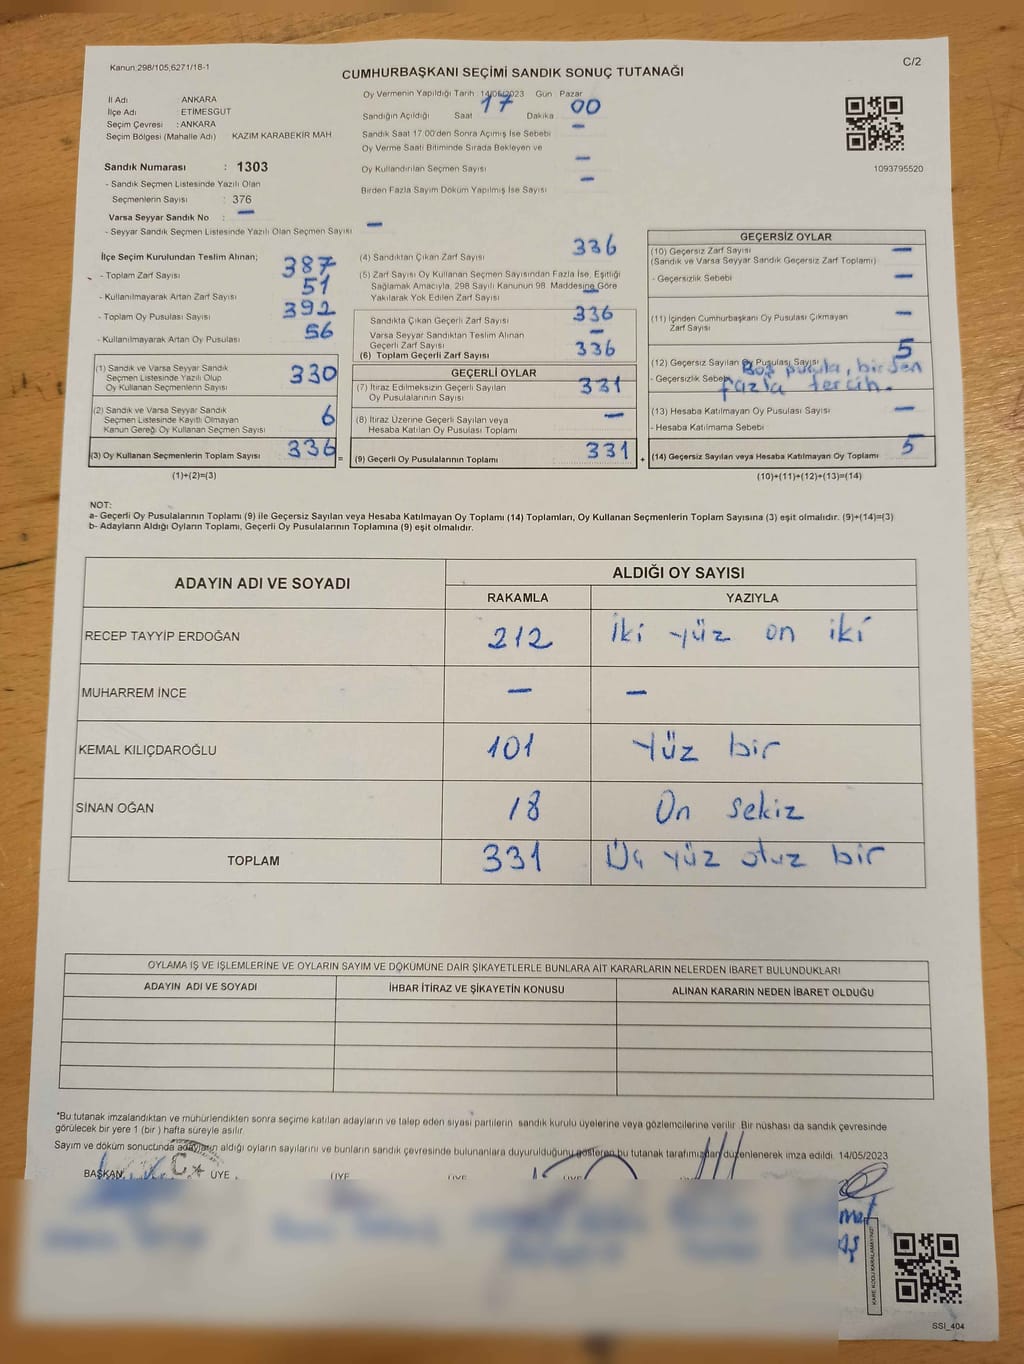 Kanun;298/105,6271/18-1
C/2
CUMHURBAŞKANI SEÇİMİ SANDIK SONUÇ TUTANAĞI
İl Adı : ANKARA
İlçe Adı : ETİMESGUT
Seçim Çevresi : ANKARA
Seçim Bölgesi (Mahalle Adı) KAZIM KARABEKİR MAH.
Sandık Numarası : 1303
- Sandık Seçmen Listesinde Yazılı Olan
Seçmenlerin Sayısı : 376
Varsa Seyyar Sandık No : —
- Seyyar Sandık Seçmen Listesinde Yazılı Olan Seçmen Sayısı —
Oy Vermenin Yapıldığı Tarih : 14/05/2023 Gün : Pazar
Sandığın Açıldığı Saat 17 Dakika 00
Sandık Saat 17.00'den Sonra Açımış İse Sebebi —
Oy Verme Saati Bitiminde Sırada Bekleyen ve
Oy Kullandırılan Seçmen Sayısı —
Birden Fazla Sayım Döküm Yapılmış İse Sayısı —
1093795520
İlçe Seçim Kurulundan Teslim Alınan;
- Toplam Zarf Sayısı 387
- Kullanılmayarak Artan Zarf Sayısı 51
- Toplam Oy Pusulası Sayısı 392
- Kullanılmayarak Artan Oy Pusulası 56
(1) Sandık ve Varsa Seyyar Sandık
Seçmen Listesinde Yazılı Olup
Oy Kullanan Seçmenlerin Sayısı 330
(2) Sandık ve Varsa Seyyar Sandık
Seçmen Listesinde Kayıtlı Olmayan
Kanun Gereği Oy Kullanan Seçmen Sayısı 6
(3) Oy Kullanan Seçmenlerin Toplam Sayısı 336 =
(1)+(2)=(3)
(4) Sandıktan Çıkan Zarf Sayısı 336
(5) Zarf Sayısı Oy Kullanan Seçmen Sayısından Fazla İse, Eşitliği
Sağlamak Amacıyla, 298 Sayılı Kanunun 98. Maddesine Göre
Yakılarak Yok Edilen Zarf Sayısı —
Sandıkta Çıkan Geçerli Zarf Sayısı 336
Varsa Seyyar Sandıktan Teslim Alınan
Geçerli Zarf Sayısı —
(6) Toplam Geçerli Zarf Sayısı 336
GEÇERLİ OYLAR
(7) İtiraz Edilmeksizin Geçerli Sayılan
Oy Pusulalarının Sayısı 331
(8) İtiraz Üzerine Geçerli Sayılan veya
Hesaba Katılan Oy Pusulası Toplamı —
(9) Geçerli Oy Pusulalarının Toplamı 331 +
GEÇERSİZ OYLAR
(10) Geçersiz Zarf Sayısı —
(Sandık ve Varsa Seyyar Sandık Geçersiz Zarf Toplamı)
- Geçersizlik Sebebi —
(11) İçinden Cumhurbaşkanı Oy Pusulası Çıkmayan
Zarf Sayısı —
(12) Geçersiz Sayılan Oy Pusulası Sayısı 5
- Geçersizlik Sebebi Boş pusula, birden
fazla tercih.
(13) Hesaba Katılmayan Oy Pusulası Sayısı —
- Hesaba Katılmama Sebebi
(14) Geçersiz Sayılan veya Hesaba Katılmayan Oy Toplamı 5
(10)+(11)+(12)+(13)=(14)
NOT:
a- Geçerli Oy Pusulalarının Toplamı (9) ile Geçersiz Sayılan veya Hesaba Katılmayan Oy Toplamı (14) Toplamları, Oy Kullanan Seçmenlerin Toplam Sayısına (3) eşit olmalıdır. (9)+(14)=(3)
b- Adayların Aldığı Oyların Toplamı, Geçerli Oy Pusulalarının Toplamına (9) eşit olmalıdır.
ADAYIN ADI VE SOYADI
ALDIĞI OY SAYISI
RAKAMLA YAZIYLA
RECEP TAYYİP ERDOĞAN 212 İki yüz on iki
MUHARREM İNCE — —
KEMAL KILIÇDAROĞLU 101 Yüz bir
SİNAN OĞAN 18 On sekiz
TOPLAM 331 Üç yüz otuz bir
OYLAMA İŞ VE İŞLEMLERİNE VE OYLARIN SAYIM VE DÖKÜMÜNE DAİR ŞİKAYETLERLE BUNLARA AİT KARARLARIN NELERDEN İBARET BULUNDUKLARI
ADAYIN ADI VE SOYADI İHBAR İTİRAZ VE ŞİKAYETİN KONUSU ALINAN KARARIN NEDEN İBARET OLDUĞU
*Bu tutanak imzalandıktan ve mühürlendikten sonra seçime katılan adayların ve talep eden siyasi partilerin sandık kurulu üyelerine veya gözlemcilerine verilir. Bir nüshası da sandık çevresinde
görülecek bir yere 1 (bir ) hafta süreyle asılır.
Sayım ve döküm sonucunda adayların aldığı oyların sayılarını ve bunların sandık çevresinde bulunanlara duyurulduğunu gösteren bu tutanak tarafımızdan düzenlenerek imza edildi. 14/05/2023
BAŞKAN ÜYE ÜYE ÜYE ÜYE
KARE KODU KARALAMAYINIZ!
SSİ_404